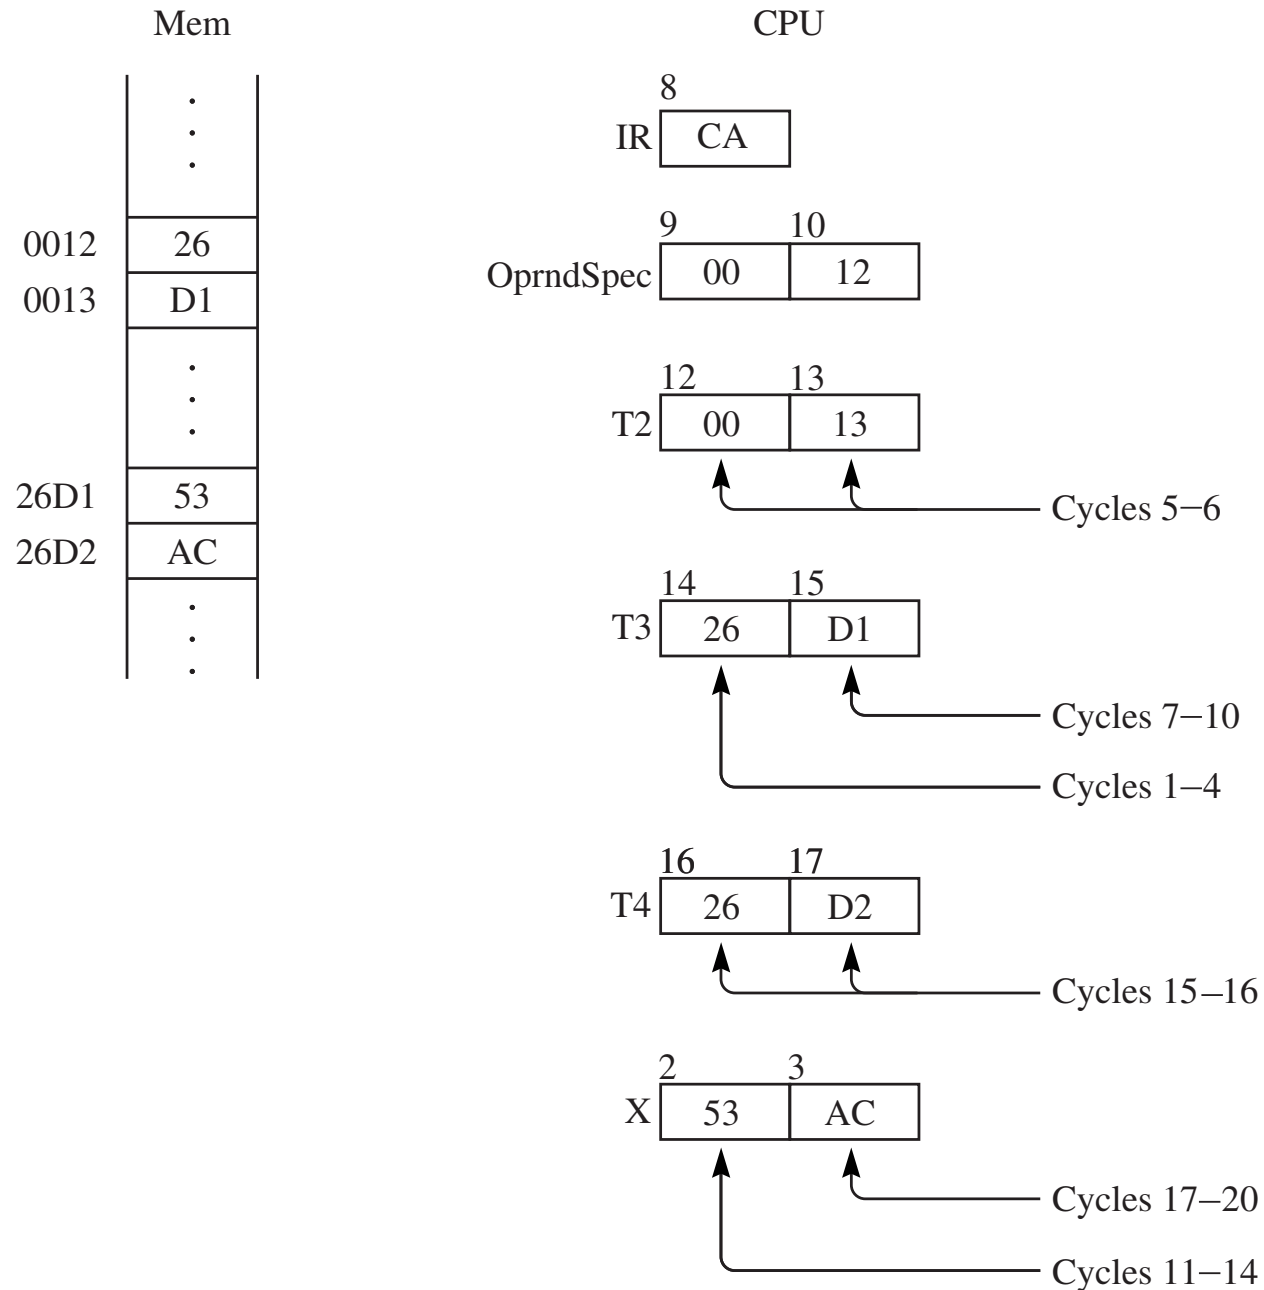 Mem
CPU
.
.
.
0012 26
0013 D1
.
.
.
26D1 53
26D2 AC
.
.
.
8
IR CA
9 10
OprndSpec 00 12
12 13
T2 00 13
Cycles 5–6
14 15
T3 26 D1
Cycles 7–10
Cycles 1–4
16 17
T4 26 D2
Cycles 15–16
2 3
X 53 AC
Cycles 17–20
Cycles 11–14